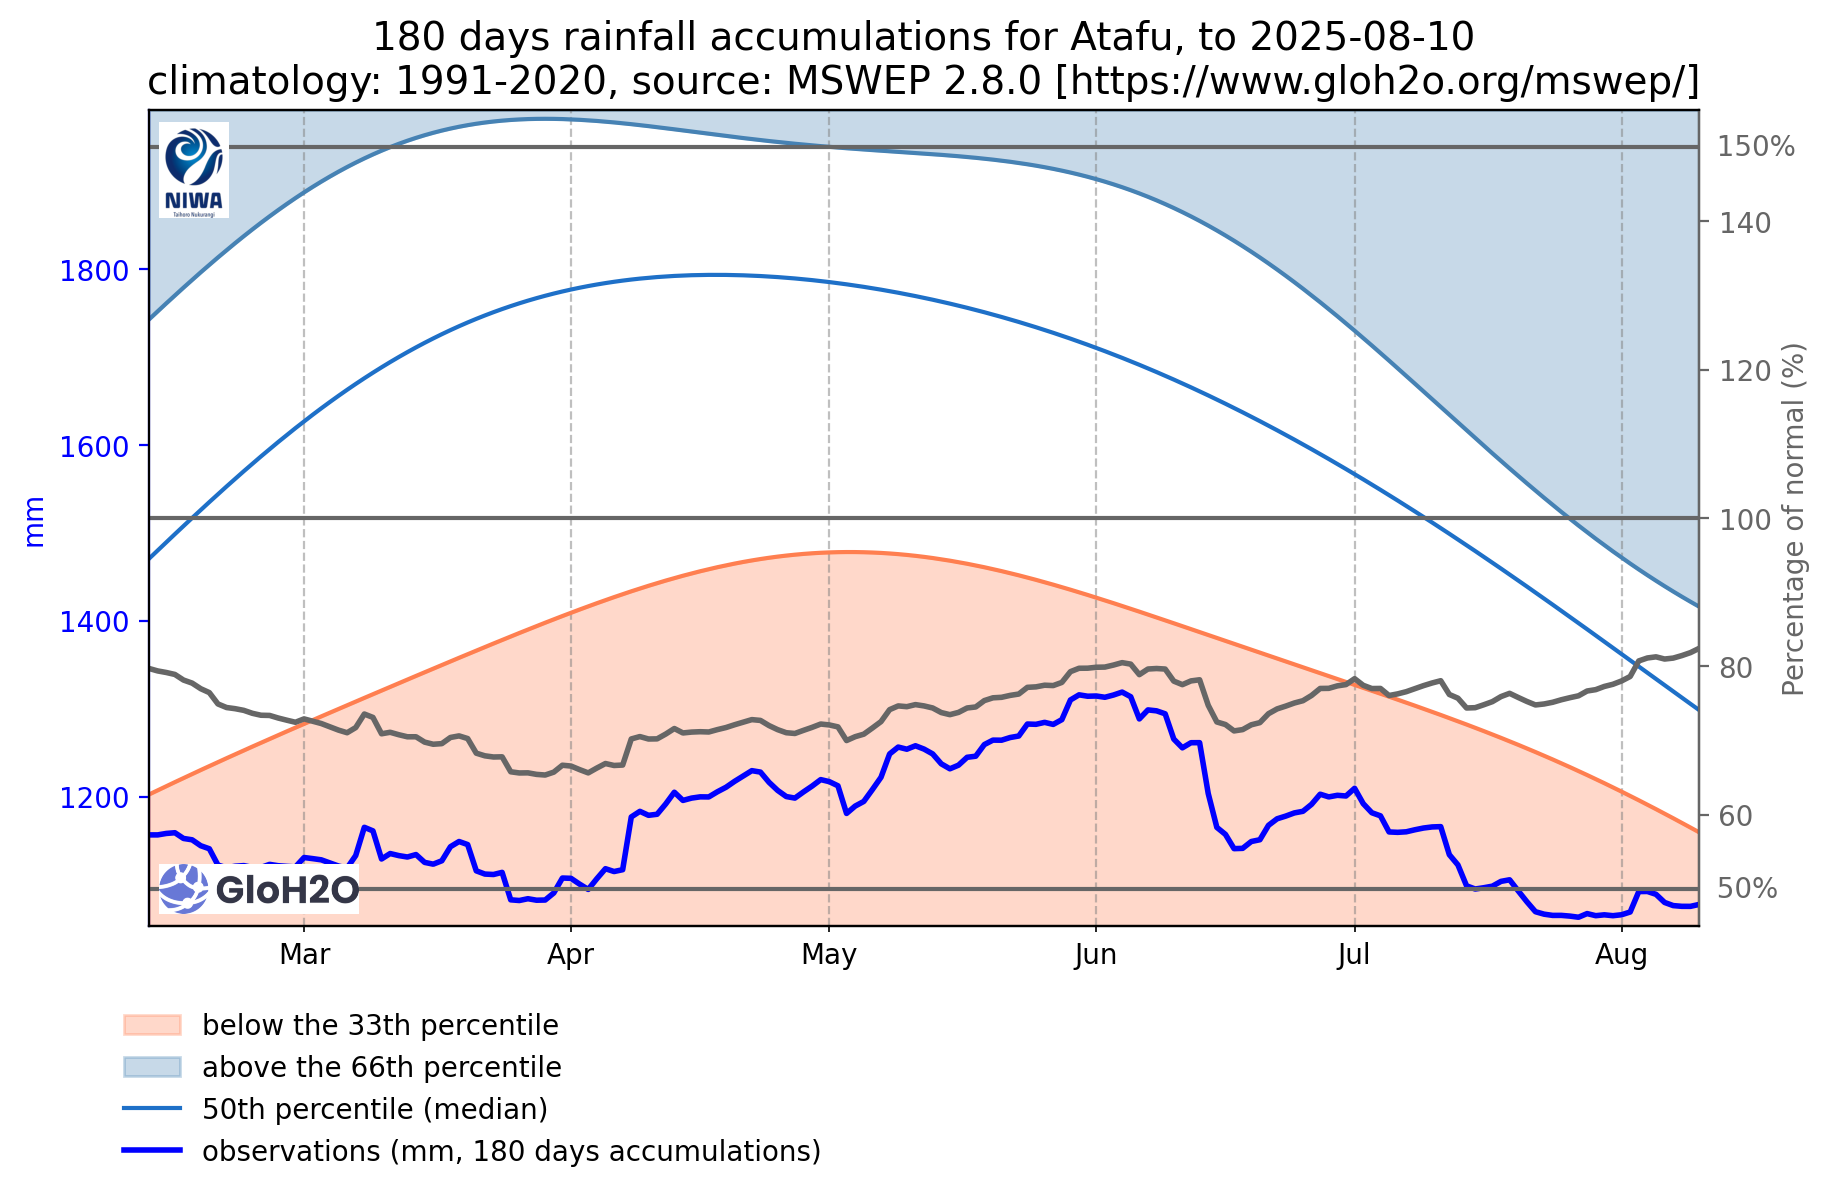 180 days rainfall accumulations for Atafu, to 2025-08-10
climatology: 1991-2020, source: MSWEP 2.8.0 [https://www.gloh2o.org/mswep/]
NIWA
Taihoro Nukurangi
150%
140
1800
120
1600
mm
100
Percentage of normal (%)
1400
80
1200
60
GloH2O
50%
Mar
Apr
May
Jun
Jul
Aug
below the 33th percentile
above the 66th percentile
50th percentile (median)
observations (mm, 180 days accumulations)